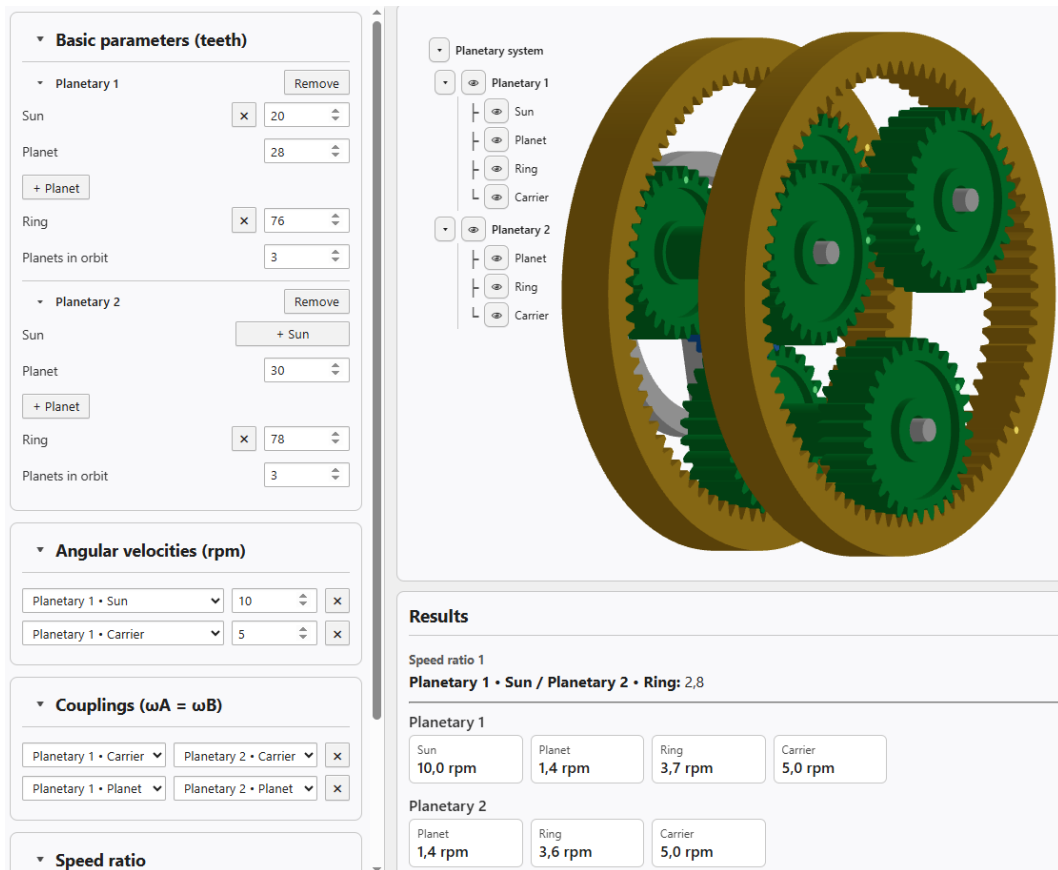 Basic parameters (teeth)
Planetary 1
Remove
Sun
20
Planet
28
+ Planet
Ring
76
Planets in orbit
3
Planetary 2
Remove
Sun
+ Sun
Planet
30
+ Planet
Ring
78
Planets in orbit
3
Angular velocities (rpm)
Planetary 1 • Sun
10
Planetary 1 • Carrier
5
Couplings (ωA = ωB)
Planetary 1 • Carrier
Planetary 2 • Carrier
Planetary 1 • Planet
Planetary 2 • Planet
Speed ratio
Planetary system
Planetary 1
Sun
Planet
Ring
Carrier
Planetary 2
Planet
Ring
Carrier
Results
Speed ratio 1
Planetary 1 • Sun / Planetary 2 • Ring: 2,8
Planetary 1
Sun
10,0 rpm
Planet
1,4 rpm
Ring
3,7 rpm
Carrier
5,0 rpm
Planetary 2
Planet
1,4 rpm
Ring
3,6 rpm
Carrier
5,0 rpm